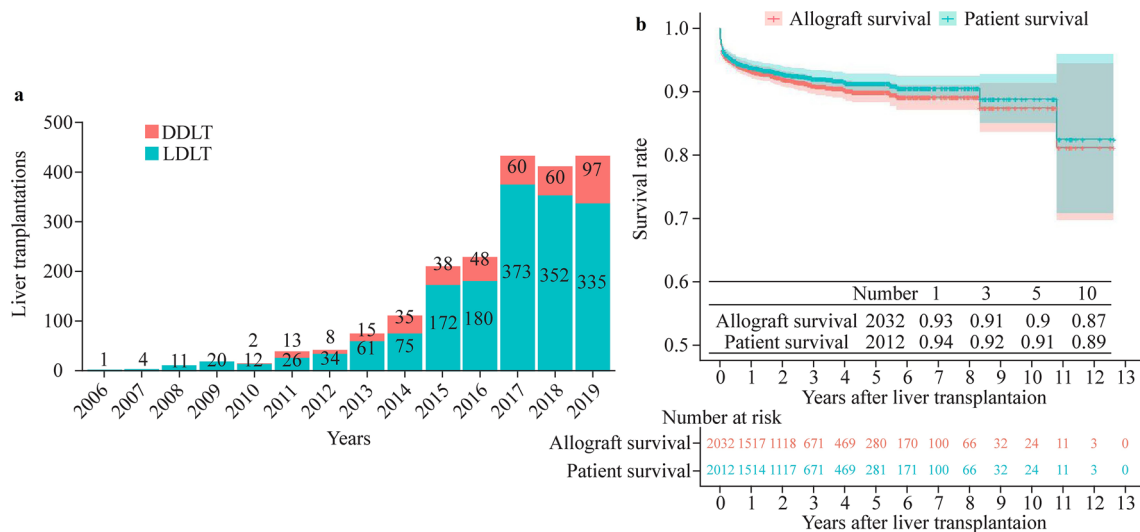 a
DDLT
LDLT
Liver tranplantations
500
400
300
200
100
0
1
4
11
20
2
12
13
26
8
34
15
61
35
75
38
172
48
180
60
373
60
352
97
335
2006 2007 2008 2009 2010 2011 2012 2013 2014 2015 2016 2017 2018 2019
Years
b
Allograft survival Patient survival
Survival rate
1.0
0.9
0.8
0.7
0.6
0.5
Number 1 3 5 10
Allograft survival 2032 0.93 0.91 0.9 0.87
Patient survival 2012 0.94 0.92 0.91 0.89
0 1 2 3 4 5 6 7 8 9 10 11 12 13
Years after liver transplantaion
Number at risk
Allograft survival 2032 1517 1118 671 469 280 170 100 66 32 24 11 3 0
Patient survival 2012 1514 1117 671 469 281 171 100 66 32 24 11 3 0
0 1 2 3 4 5 6 7 8 9 10 11 12 13
Years after liver transplantaion